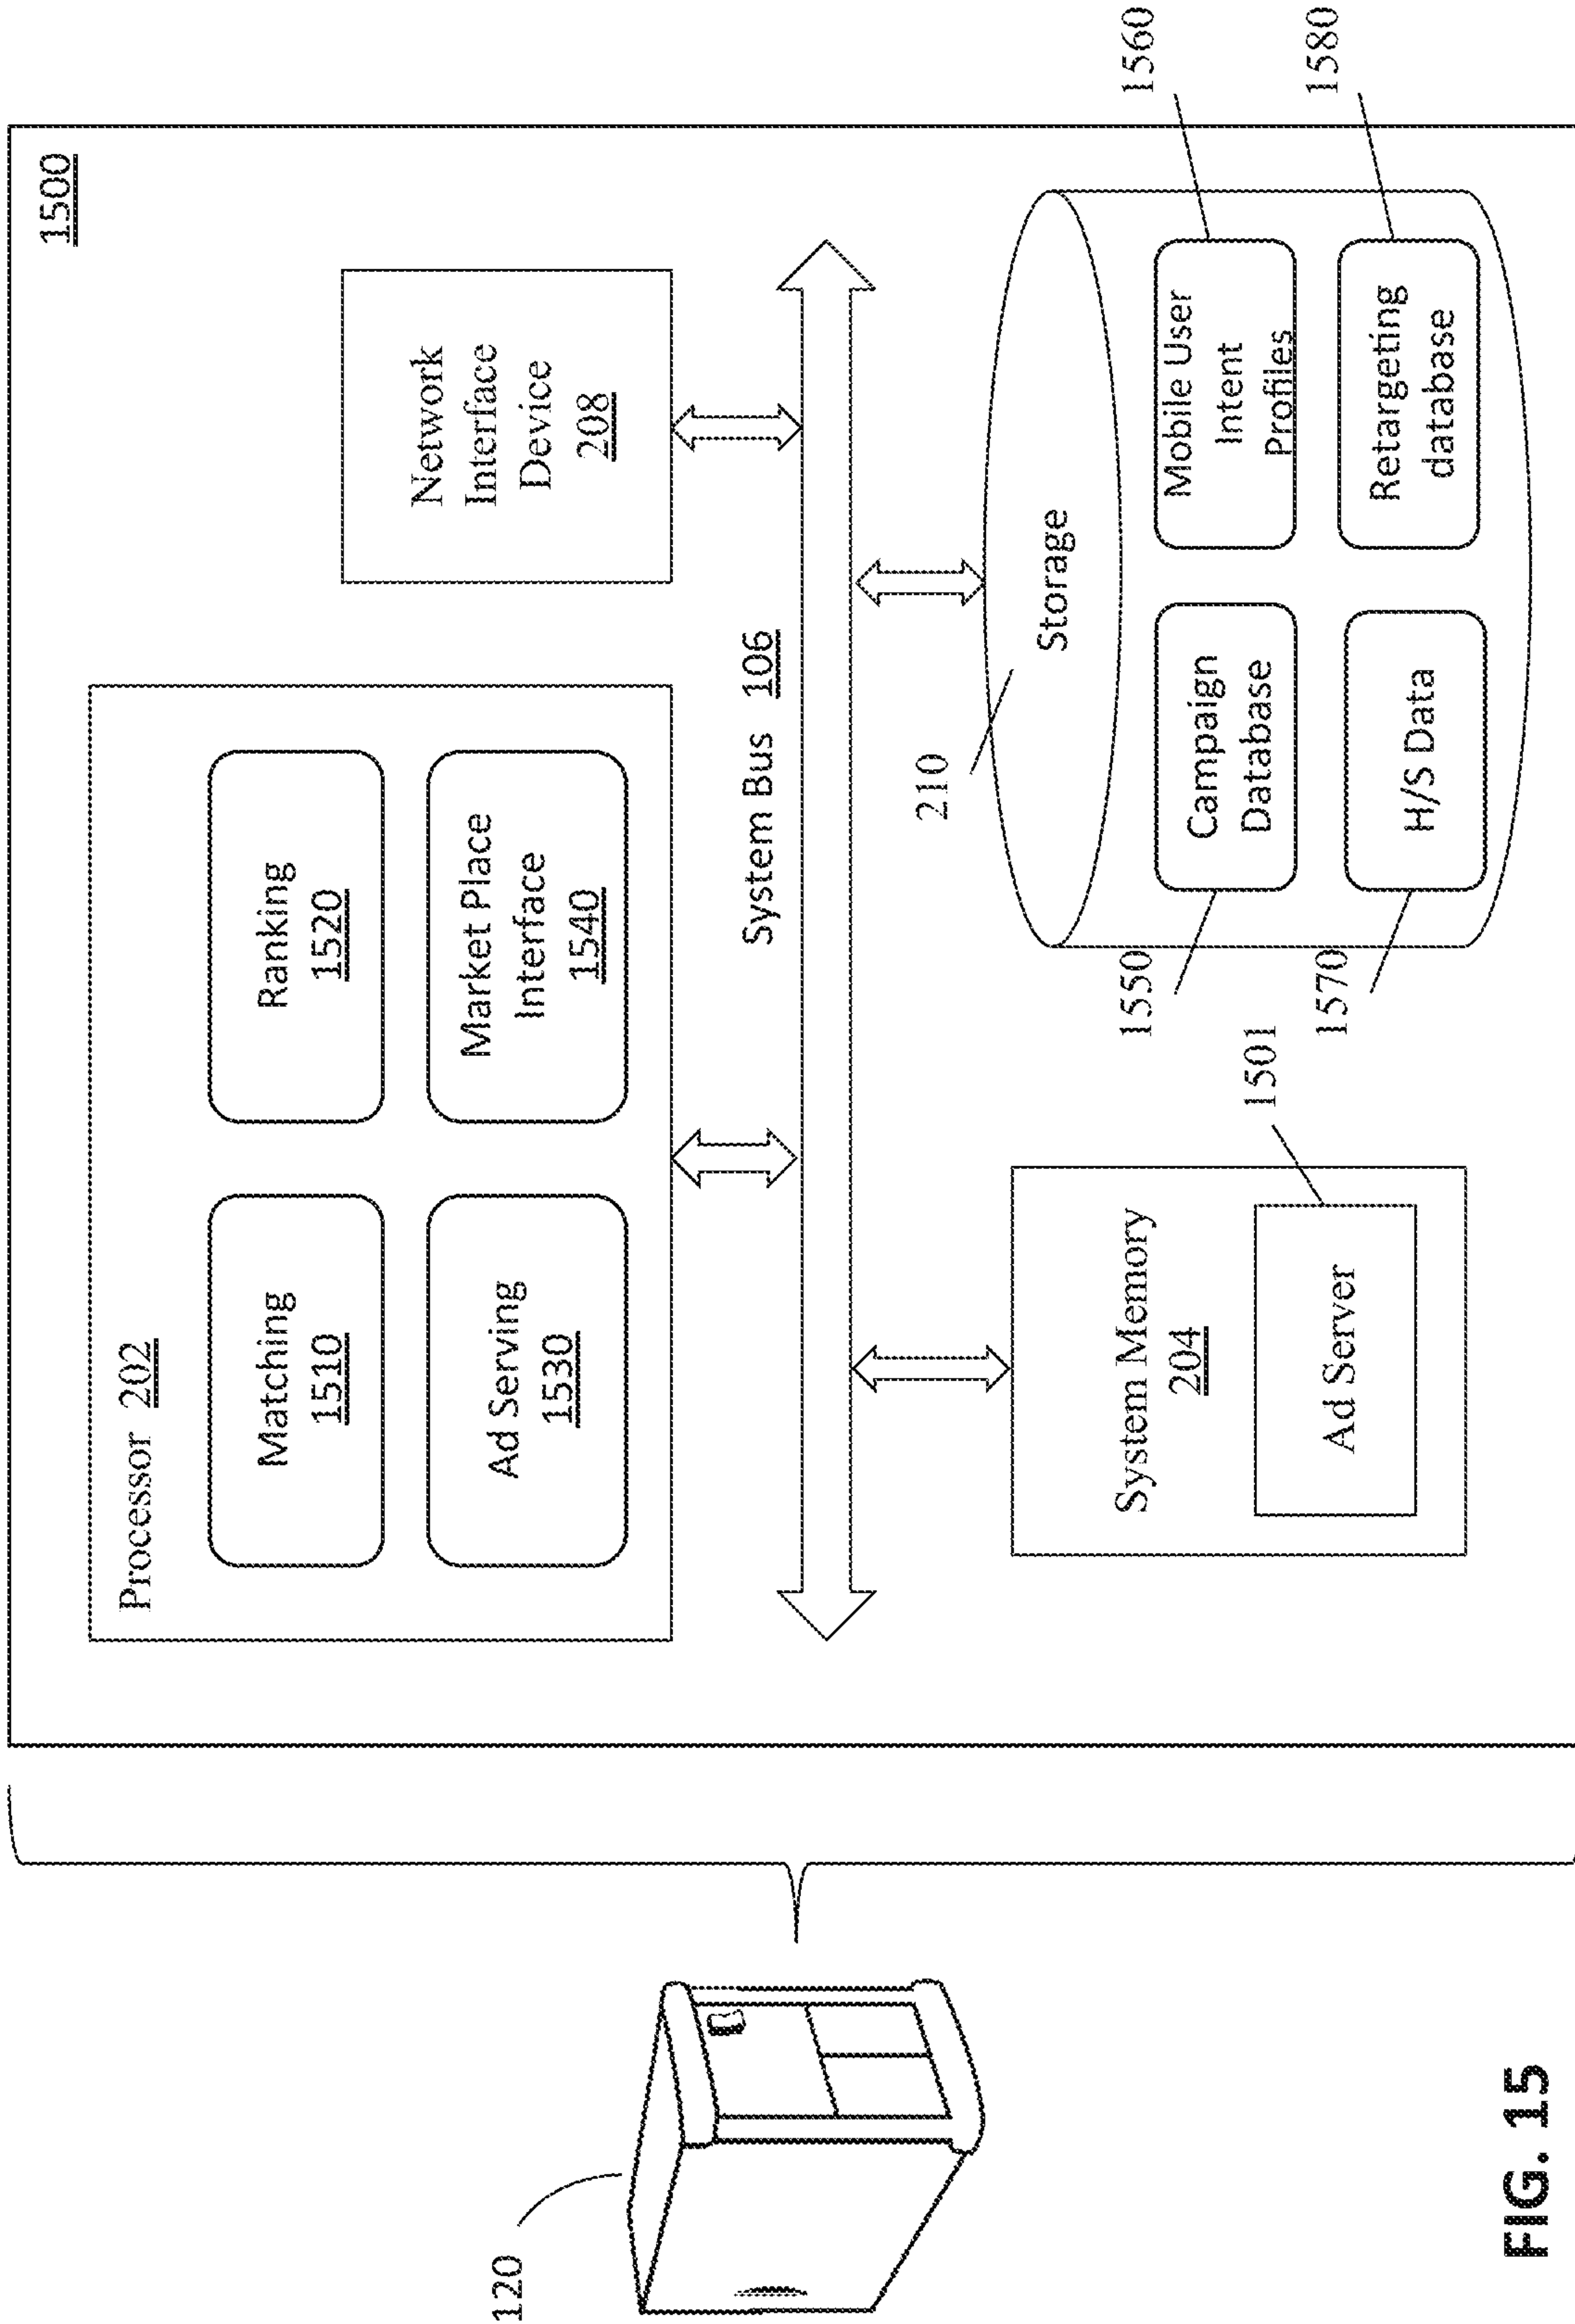 1500
Processor 202
Matching
1510
Ranking
1520
Ad Serving
1530
Market Place
Interface
1540
Network
Interface
Device
208
System Bus 106
120
System Memory
204
Ad Server
1501
210
Storage
Campaign
Database
1550
Mobile User
Intent
Profiles
1560
H/S Data
1570
Retargeting
database
1580
FIG. 15